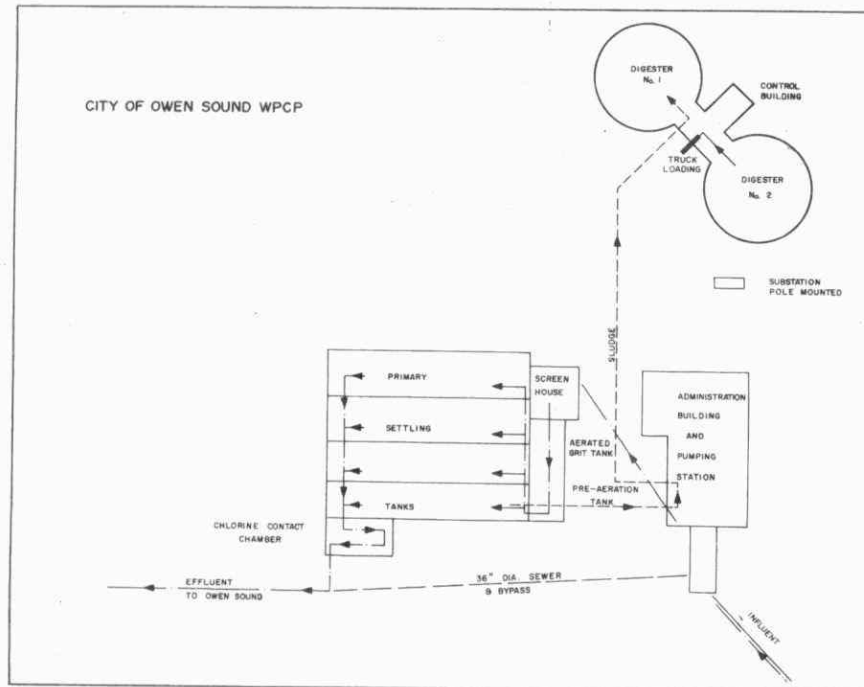 CITY OF OWEN SOUND WPCP
DIGESTER
No. 1
CONTROL
BUILDING
TRUCK
LOADING
DIGESTER
No. 2
SUBSTATION
POLE MOUNTED
SLUDGE
PRIMARY
SCREEN
HOUSE
ADMINISTRATION
BUILDING
AND
PUMPING
STATION
SETTLING
AERATED
GRIT TANK
PRE-AERATION
TANK
TANKS
CHLORINE CONTACT
CHAMBER
EFFLUENT
TO OWEN SOUND
36" DIA. SEWER
& BYPASS
INFLUENT